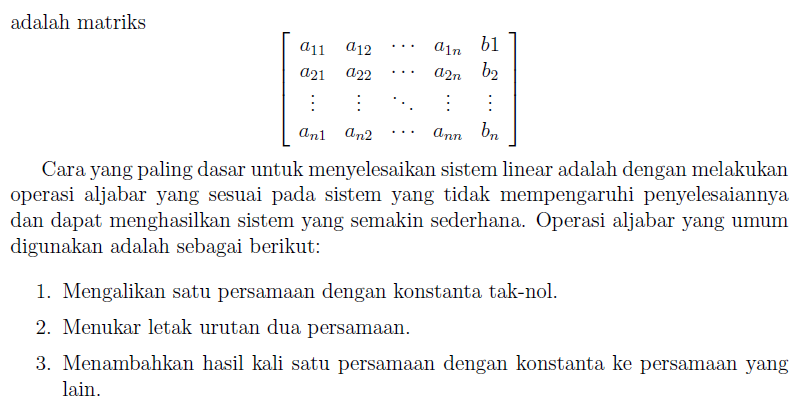 adalah matriks
a₁₁ a₁₂ ⋯ a₁ₙ b1
a₂₁ a₂₂ ⋯ a₂ₙ b₂
⋮ ⋮ ⋱ ⋮ ⋮
aₙ₁ aₙ₂ ⋯ aₙₙ bₙ
Cara yang paling dasar untuk menyelesaikan sistem linear adalah dengan melakukan
operasi aljabar yang sesuai pada sistem yang tidak mempengaruhi penyelesaiannya
dan dapat menghasilkan sistem yang semakin sederhana. Operasi aljabar yang umum
digunakan adalah sebagai berikut:
1. Mengalikan satu persamaan dengan konstanta tak-nol.
2. Menukar letak urutan dua persamaan.
3. Menambahkan hasil kali satu persamaan dengan konstanta ke persamaan yang
lain.